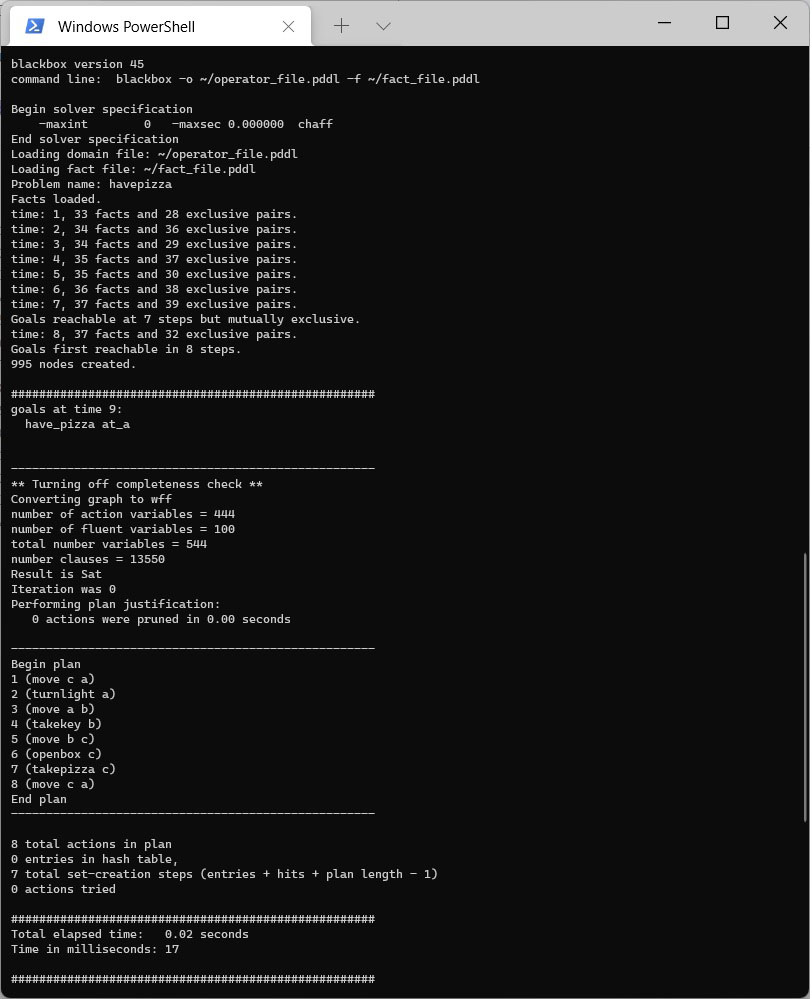 Windows PowerShell
blackbox version 45
command line:  blackbox -o ~/operator_file.pddl -f ~/fact_file.pddl

Begin solver specification
    -maxint        0   -maxsec 0.000000  chaff
End solver specification
Loading domain file: ~/operator_file.pddl
Loading fact file: ~/fact_file.pddl
Problem name: havepizza
Facts loaded.
time: 1, 33 facts and 28 exclusive pairs.
time: 2, 34 facts and 36 exclusive pairs.
time: 3, 34 facts and 29 exclusive pairs.
time: 4, 35 facts and 37 exclusive pairs.
time: 5, 35 facts and 30 exclusive pairs.
time: 6, 36 facts and 38 exclusive pairs.
time: 7, 37 facts and 39 exclusive pairs.
Goals reachable at 7 steps but mutually exclusive.
time: 8, 37 facts and 32 exclusive pairs.
Goals first reachable in 8 steps.
995 nodes created.

####################################################
goals at time 9:
  have_pizza at_a


----------------------------------------------------
** Turning off completeness check **
Converting graph to wff
number of action variables = 444
number of fluent variables = 100
total number variables = 544
number clauses = 13550
Result is Sat
Iteration was 0
Performing plan justification:
   0 actions were pruned in 0.00 seconds

----------------------------------------------------
Begin plan
1 (move c a)
2 (turnlight a)
3 (move a b)
4 (takekey b)
5 (move b c)
6 (openbox c)
7 (takepizza c)
8 (move c a)
End plan
----------------------------------------------------

8 total actions in plan
0 entries in hash table,
7 total set-creation steps (entries + hits + plan length - 1)
0 actions tried

####################################################
Total elapsed time:   0.02 seconds
Time in milliseconds: 17

####################################################